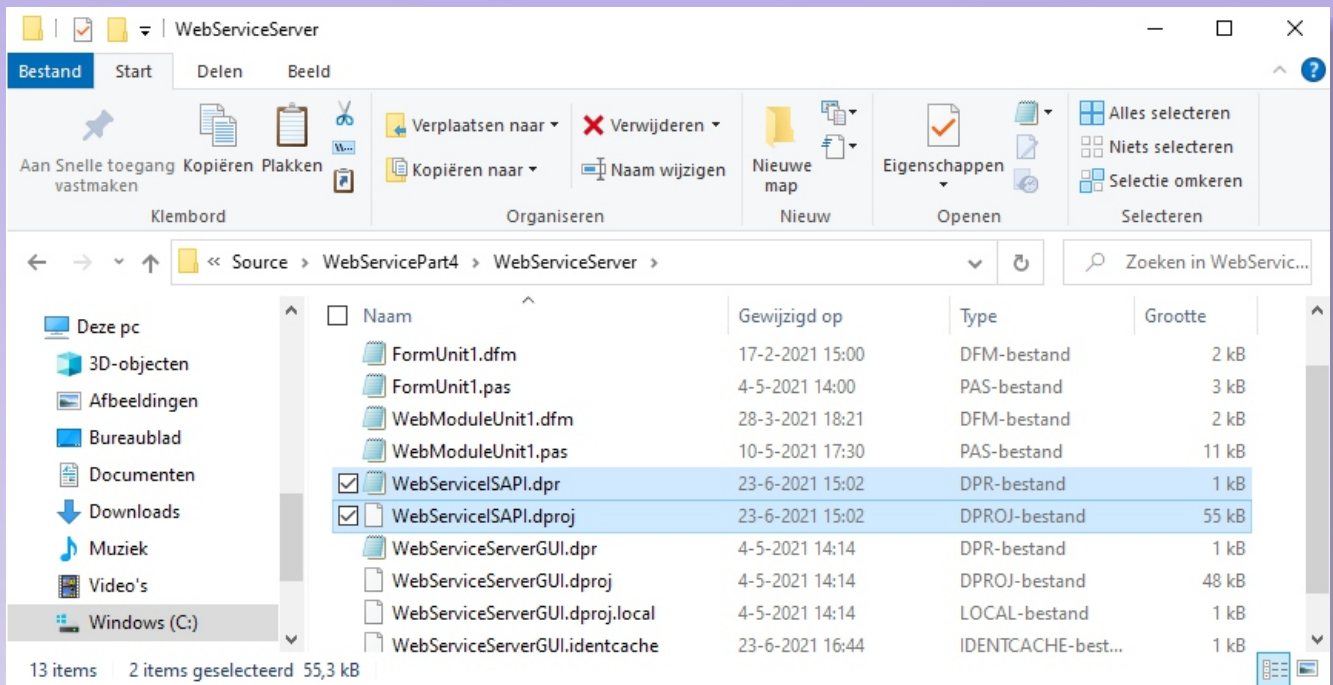 WebServiceServer
Bestand Start Delen Beeld ?
Aan Snelle toegang vastmaken Kopiëren Plakken
W...
Verplaatsen naar
Kopiëren naar
Verwijderen
Naam wijzigen
Nieuwe map
Eigenschappen
Alles selecteren
Niets selecteren
Selectie omkeren
Klembord Organiseren Nieuw Openen Selecteren
« Source > WebServicePart4 > WebServiceServer > Zoeken in WebServic...
Deze pc
3D-objecten
Afbeeldingen
Bureaublad
Documenten
Downloads
Muziek
Video's
Windows (C:)
Naam Gewijzigd op Type Grootte
FormUnit1.dfm 17-2-2021 15:00 DFM-bestand 2 kB
FormUnit1.pas 4-5-2021 14:00 PAS-bestand 3 kB
WebModuleUnit1.dfm 28-3-2021 18:21 DFM-bestand 2 kB
WebModuleUnit1.pas 10-5-2021 17:30 PAS-bestand 11 kB
WebServiceISAPI.dpr 23-6-2021 15:02 DPR-bestand 1 kB
WebServiceISAPI.dproj 23-6-2021 15:02 DPROJ-bestand 55 kB
WebServiceServerGUI.dpr 4-5-2021 14:14 DPR-bestand 1 kB
WebServiceServerGUI.dproj 4-5-2021 14:14 DPROJ-bestand 48 kB
WebServiceServerGUI.dproj.local 4-5-2021 14:14 LOCAL-bestand 1 kB
WebServiceServerGUI.identcache 23-6-2021 16:44 IDENTCACHE-best... 1 kB
13 items 2 items geselecteerd 55,3 kB